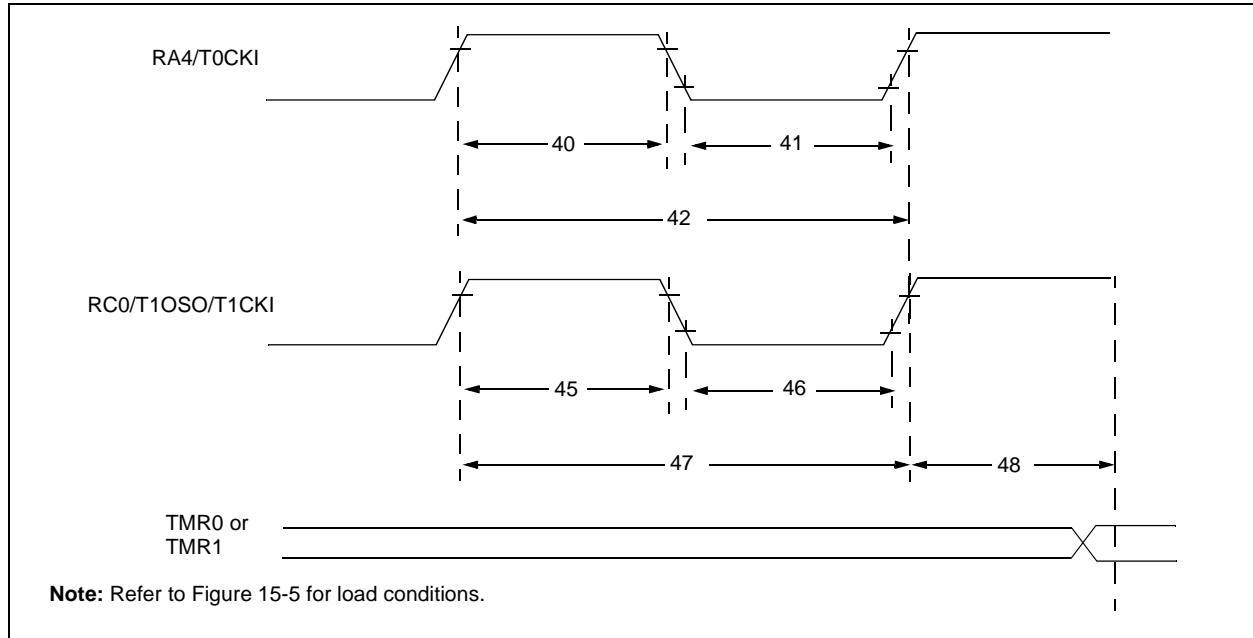 RA4/T0CKI
40
41
42
RC0/T1OSO/T1CKI
45
46
47
48
TMR0 or
TMR1
Note: Refer to Figure 15-5 for load conditions.